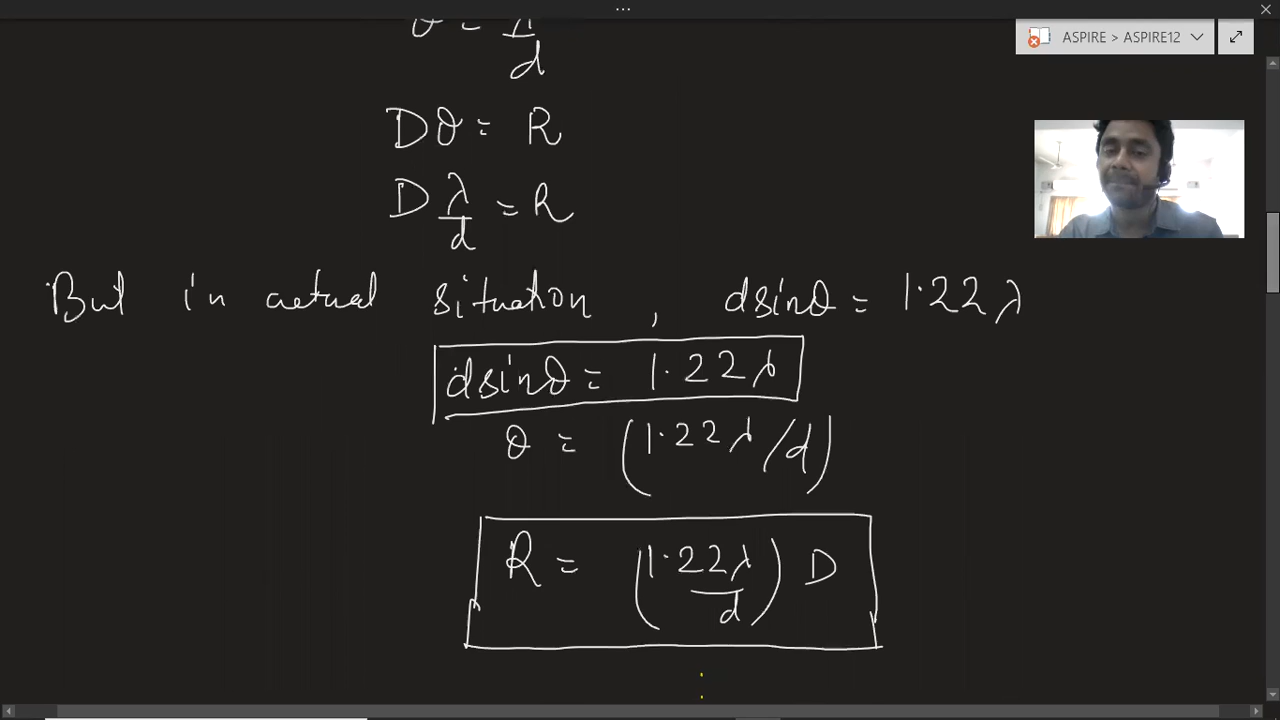 ...
ASPIRE > ASPIRE12
θ = λ/d
Dθ = R
D λ/d = R
But in actual situation , dsinθ = 1.22λ
dsinθ = 1.22λ
θ = (1.22λ/d)
R = (1.22λ/d) D